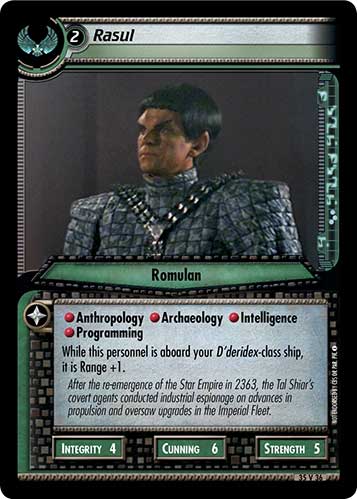 2 Rasul
Romulan
Anthropology Archaeology Intelligence
Programming
While this personnel is aboard your D'deridex-class ship,
it is Range +1.
After the re-emergence of the Star Empire in 2363, the Tal Shiar's
covert agents conducted industrial espionage on advances in
propulsion and oversaw upgrades in the Imperial Fleet.
INTEGRITY 4 CUNNING 6 STRENGTH 5
35 V 36